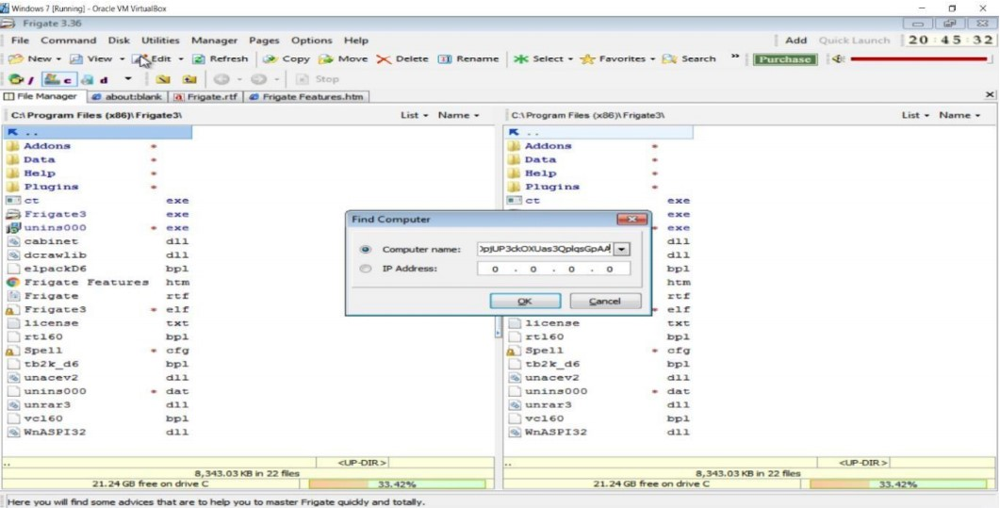 Windows 7 [Running] - Oracle VM VirtualBox
Frigate 3.36
File Command Disk Utilities Manager Pages Options Help Add Quick Launch 20:45:32
New View Edit Refresh Copy Move Delete Rename Select Favorites Search » Purchase
c d Stop
File Manager about:blank Frigate.rtf Frigate Features.htm
C:\Program Files (x86)\Frigate3\ List Name C:\Program Files (x86)\Frigate3\ List Name
.. ..
Addons Addons
Data Data
Help Help
Plugins Plugins
ct exe ct exe
Frigate3 exe exe
unins000 exe exe
cabinet dll dll
dcrawlib dll dll
elpackD6 bpl bpl
Frigate Features htm htm
Frigate rtf rtf
Frigate3 elf elf
license txt license txt
rtl60 bpl rtl60 bpl
Spell cfg Spell cfg
tb2k_d6 bpl tb2k_d6 bpl
unacev2 dll unacev2 dll
unins000 dat unins000 dat
unrar3 dll unrar3 dll
vcl60 bpl vcl60 bpl
WnASPI32 dll WnASPI32 dll
Find Computer
Computer name:
IP Address: 0 . 0 . 0 . 0
OK Cancel
.. <UP-DIR> .. <UP-DIR>
8,343.03 KB in 22 files 8,343.03 KB in 22 files
21.24 GB free on drive C 33.42% 21.24 GB free on drive C 33.42%
Here you will find some advices that are to help you to master Frigate quickly and totally.